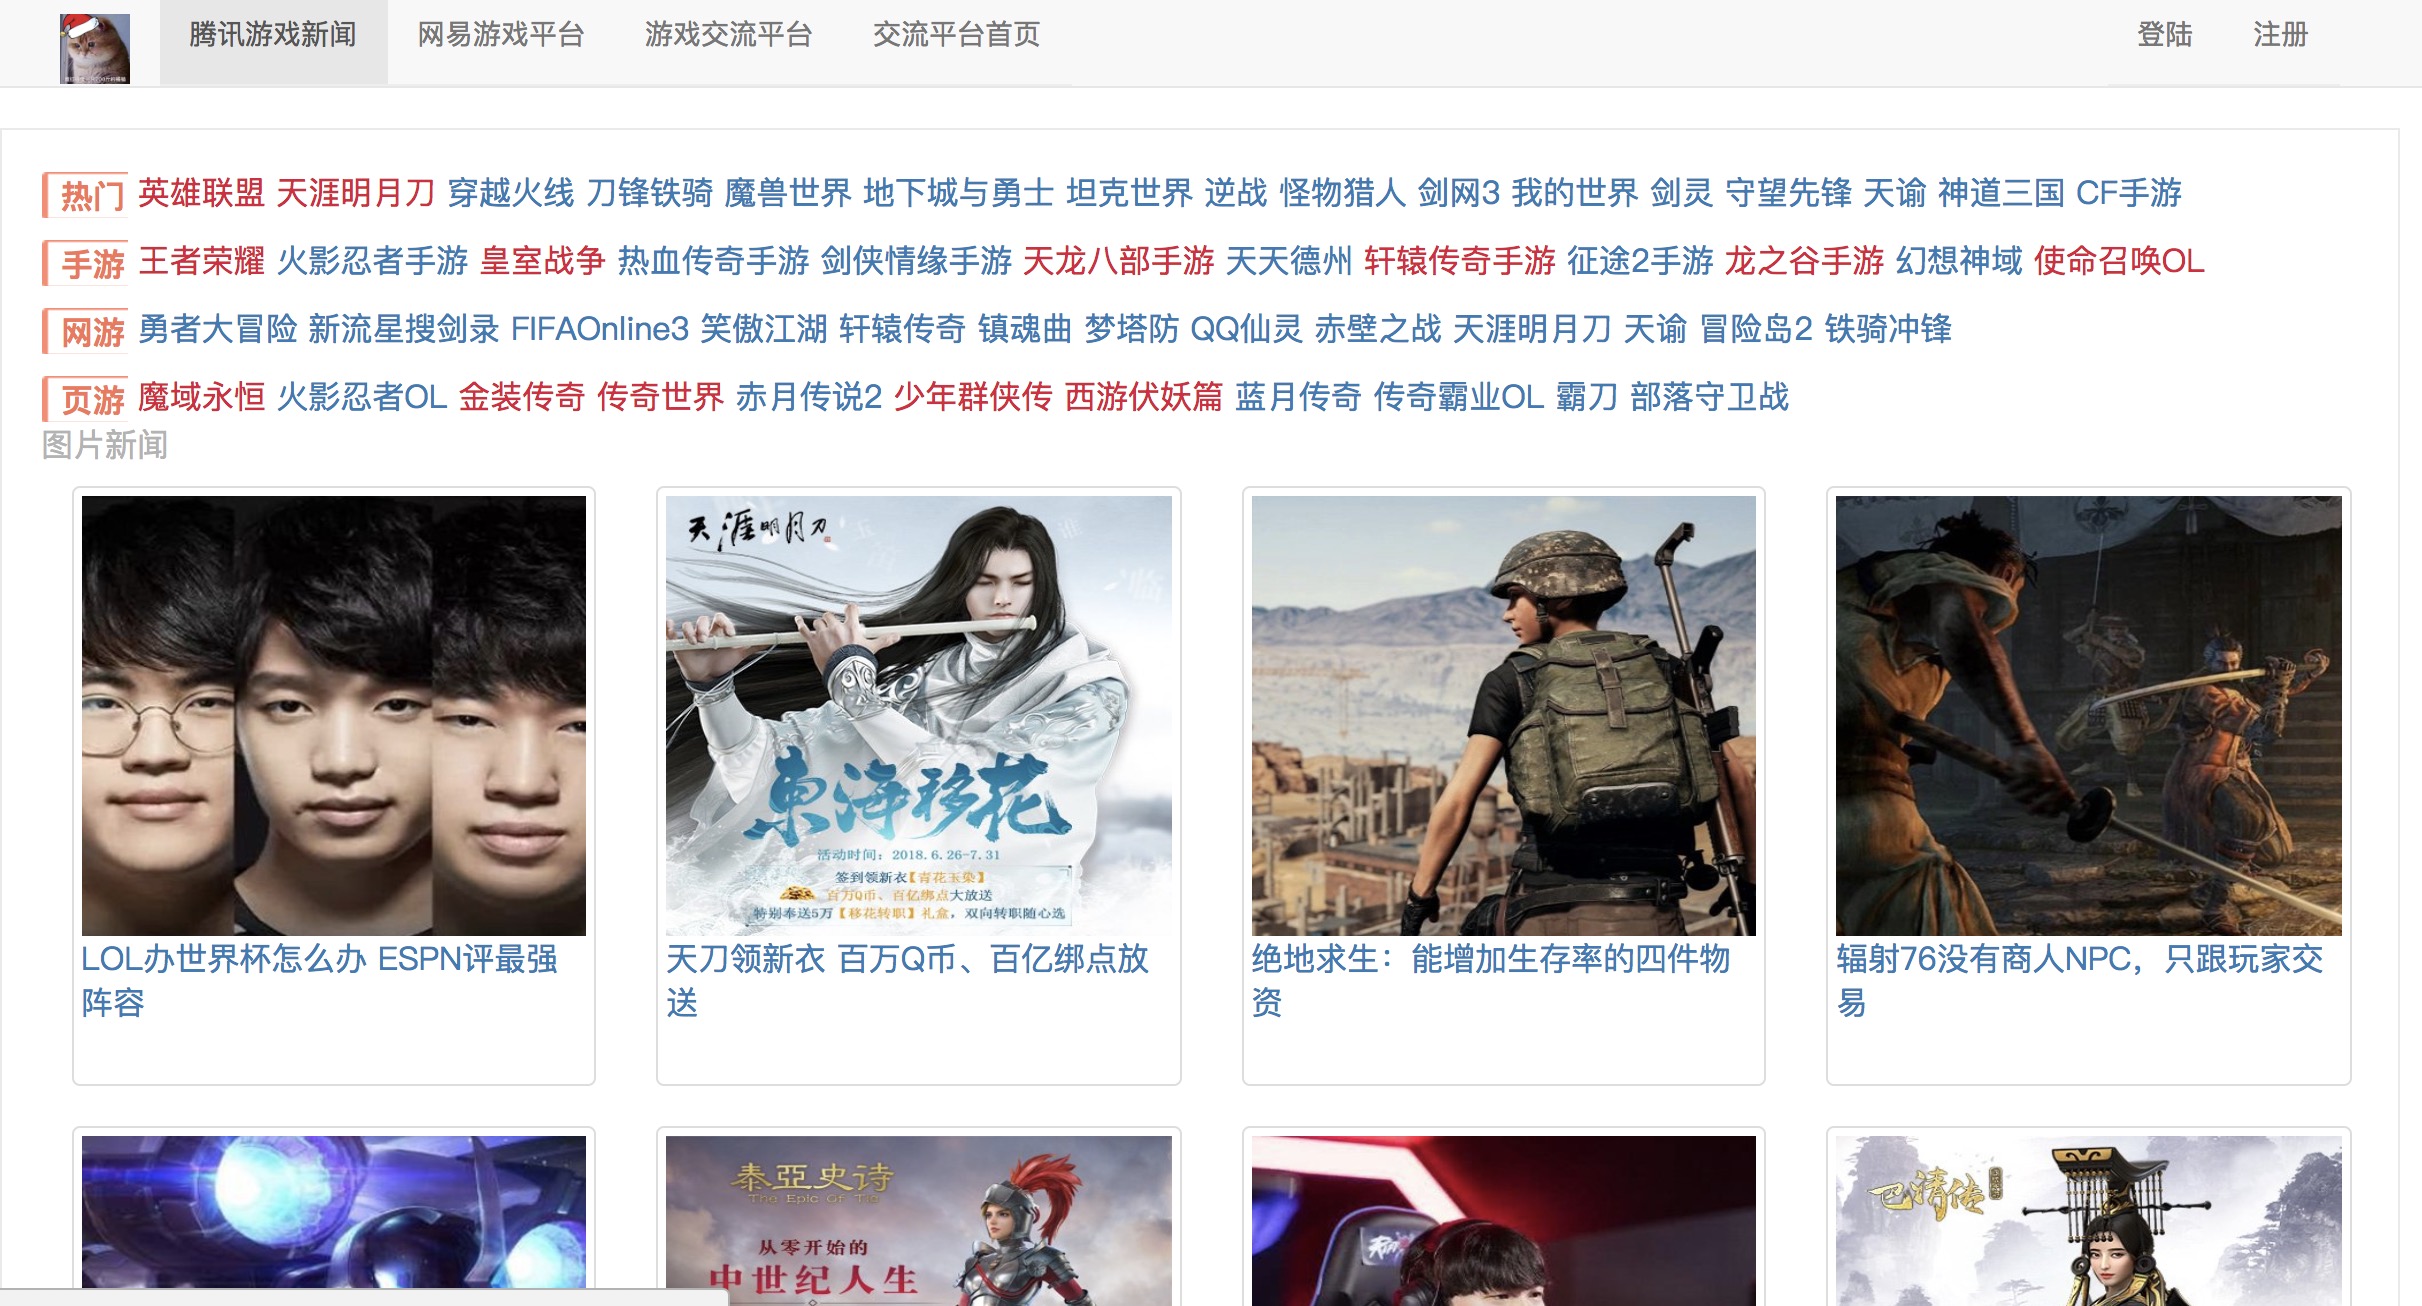 腾讯游戏新闻 网易游戏平台 游戏交流平台 交流平台首页 登陆 注册
热门 英雄联盟 天涯明月刀 穿越火线 刀锋铁骑 魔兽世界 地下城与勇士 坦克世界 逆战 怪物猎人 剑网3 我的世界 剑灵 守望先锋 天谕 神道三国 CF手游
手游 王者荣耀 火影忍者手游 皇室战争 热血传奇手游 剑侠情缘手游 天龙八部手游 天天德州 轩辕传奇手游 征途2手游 龙之谷手游 幻想神域 使命召唤OL
网游 勇者大冒险 新流星搜剑录 FIFAOnline3 笑傲江湖 轩辕传奇 镇魂曲 梦塔防 QQ仙灵 赤壁之战 天涯明月刀 天谕 冒险岛2 铁骑冲锋
页游 魔域永恒 火影忍者OL 金装传奇 传奇世界 赤月传说2 少年群侠传 西游伏妖篇 蓝月传奇 传奇霸业OL 霸刀 部落守卫战
图片新闻
天涯明月刀
東海移花
活动时间：2018.6.26-7.31
签到领新衣【青花玉染】
百万Q币、百亿绑点大放送
特别奉送5万【移花转职】礼盒，双向转职随心选
LOL办世界杯怎么办 ESPN评最强
阵容
天刀领新衣 百万Q币、百亿绑点放
送
绝地求生：能增加生存率的四件物
资
辐射76没有商人NPC，只跟玩家交
易
泰亞史诗
The Epic Of Tia
从零开始的
中世纪人生
巴清传